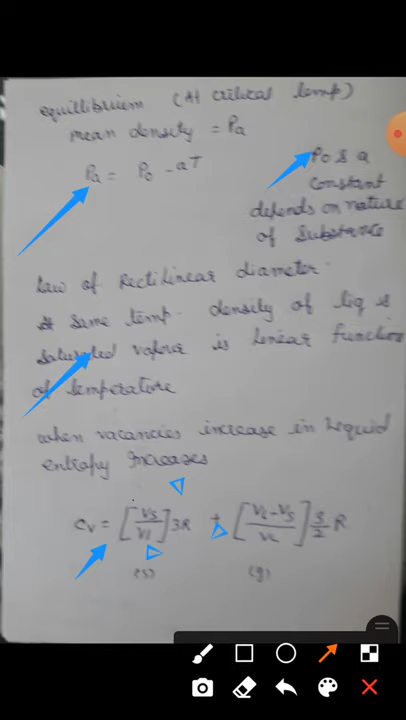 equillibrium (At critical temp)
mean density = ρa
ρa = ρ0 - aT
ρ0 & a
constant
depends on nature
of Substance
Law of Rectilinear diameter.
At same temp. density of liq &
saturated vapour is linear function
of temperature
when vacancies increase in liquid
entropy increases
Cv = [Vs/Vl] 3R + [VL-Vs/VL] 3/2 R
(s) (g)